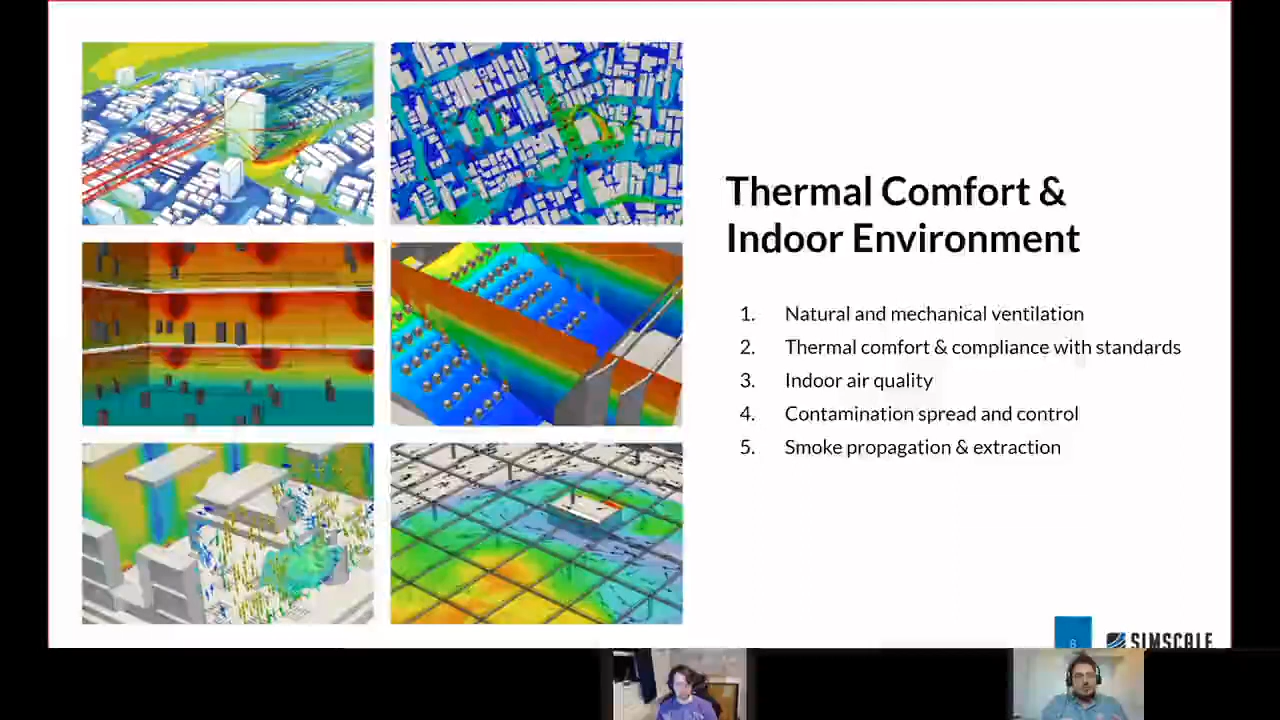 Thermal Comfort &
Indoor Environment
1. Natural and mechanical ventilation
2. Thermal comfort & compliance with standards
3. Indoor air quality
4. Contamination spread and control
5. Smoke propagation & extraction
6
SIMSCALE